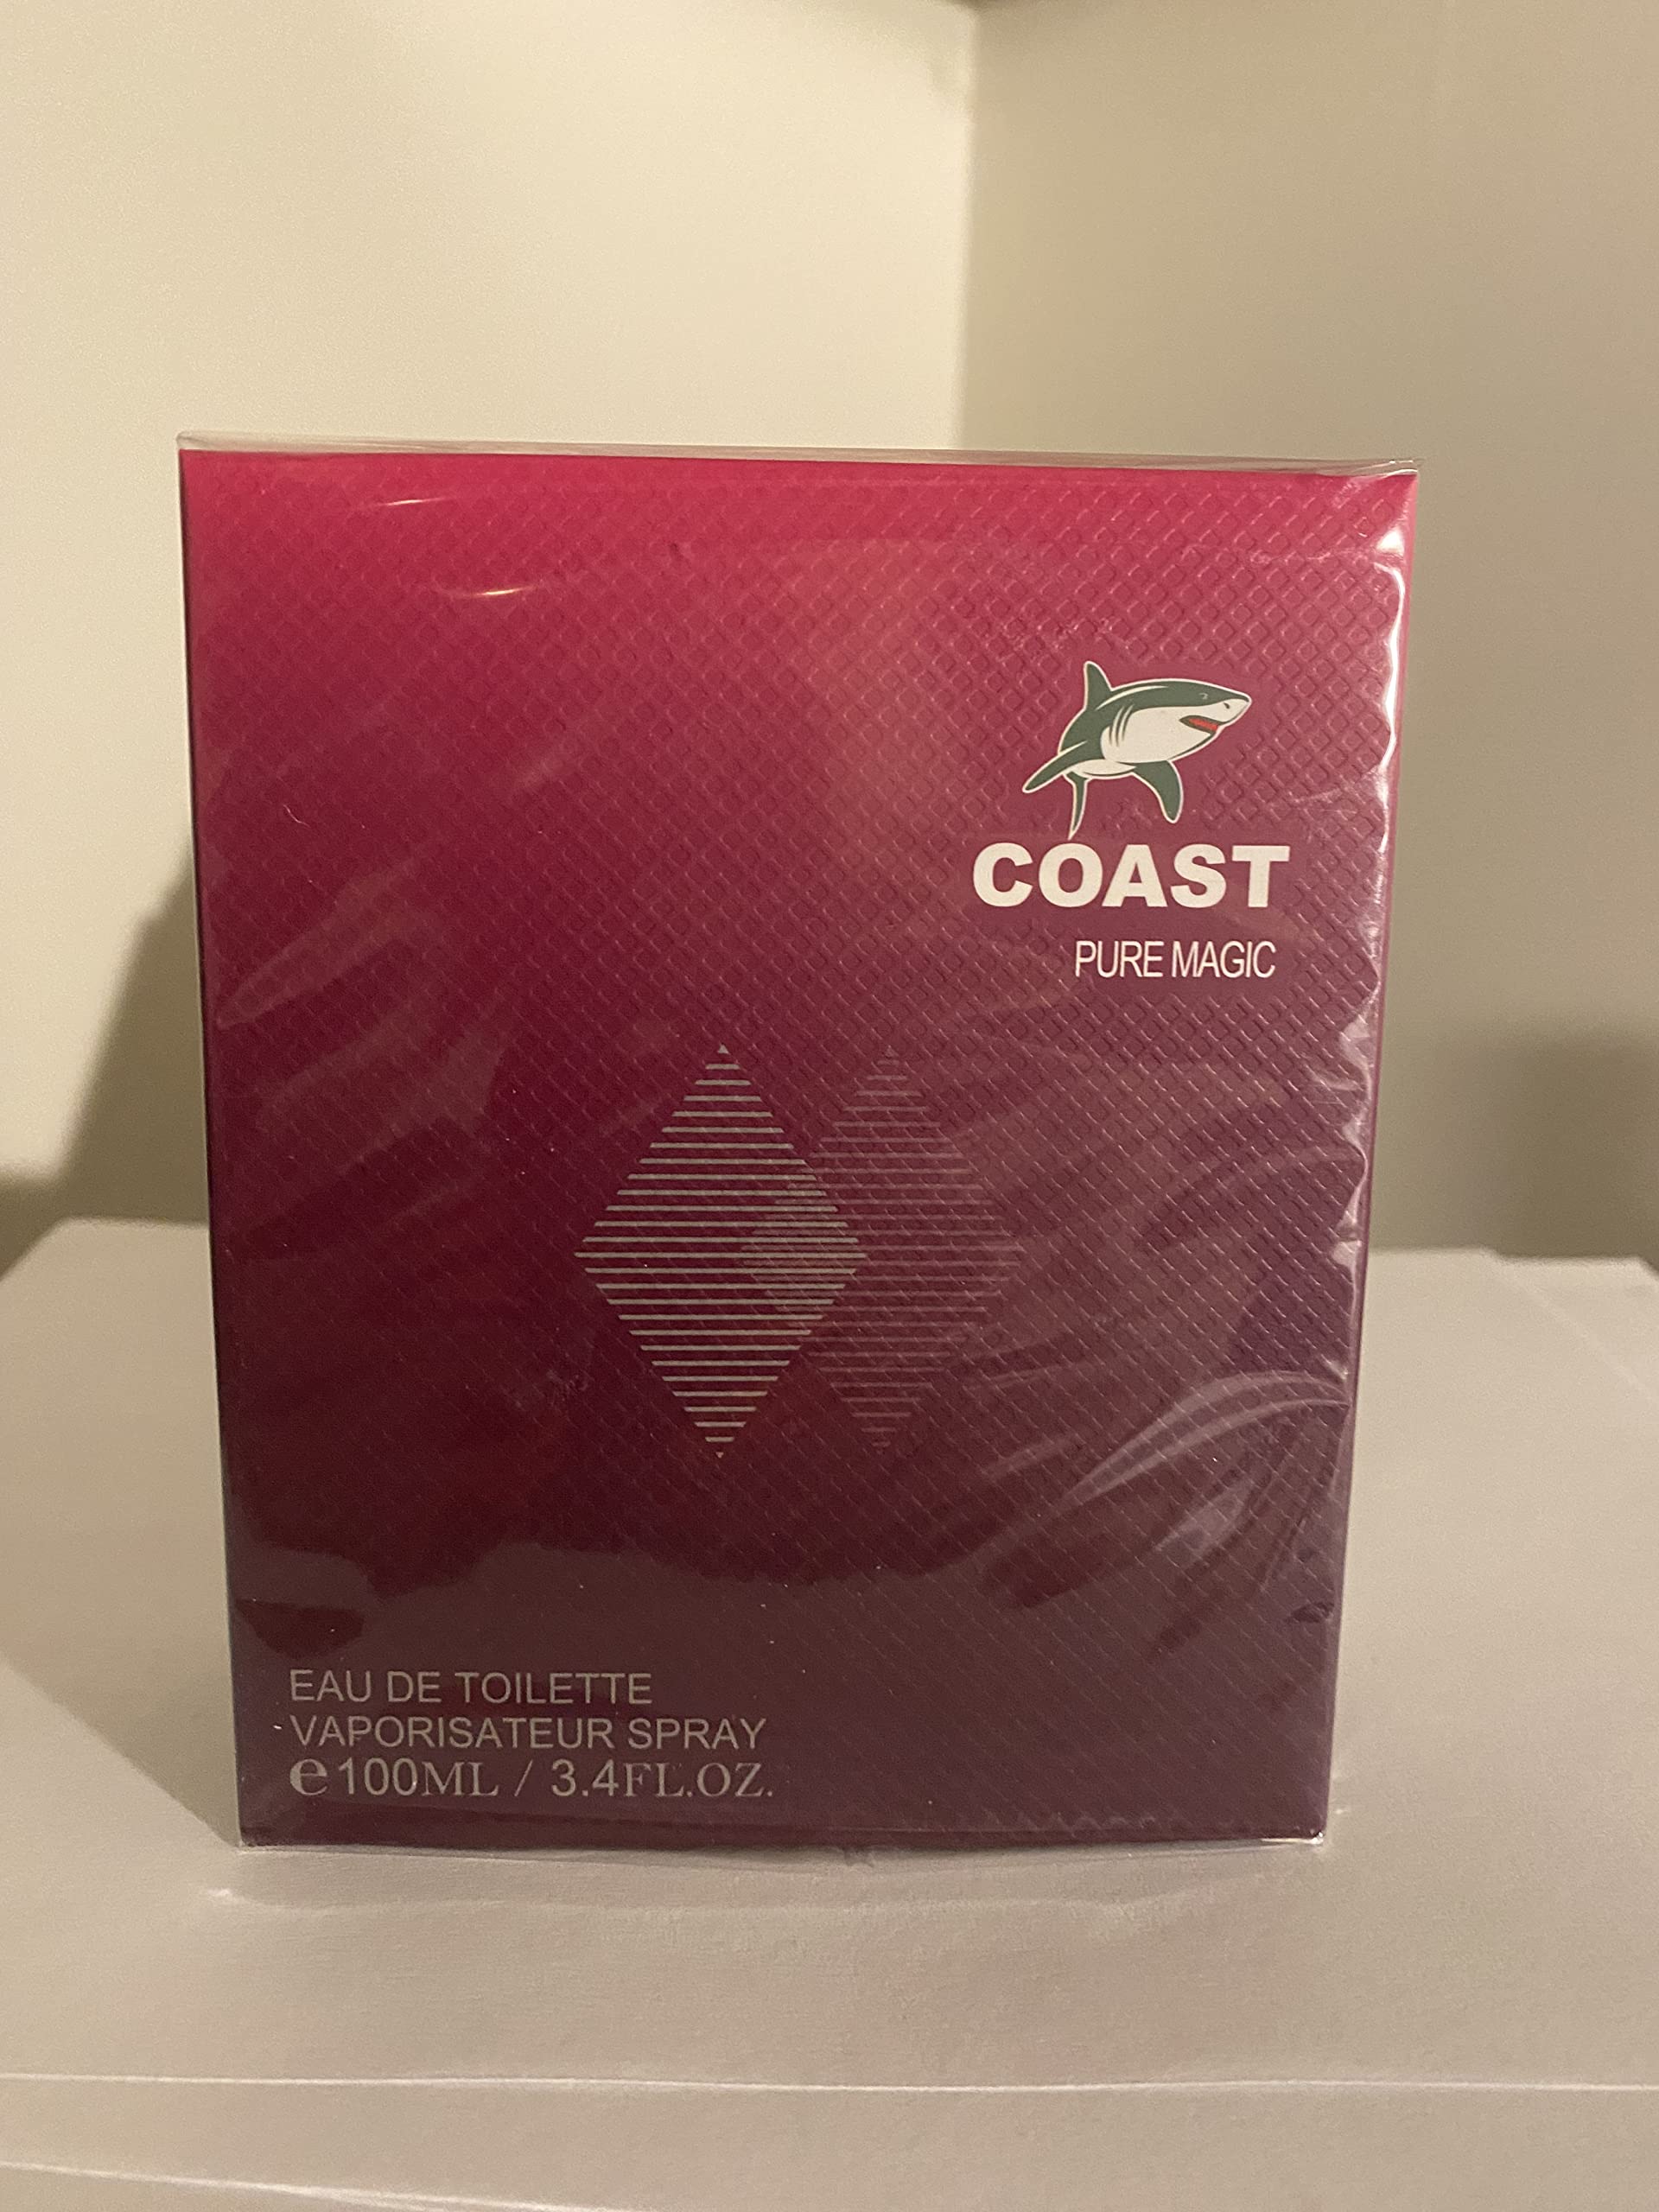 COAST
PURE MAGIC
EAU DE TOILETTE
VAPORISATEUR SPRAY
℮100ML / 3.4FL.OZ.